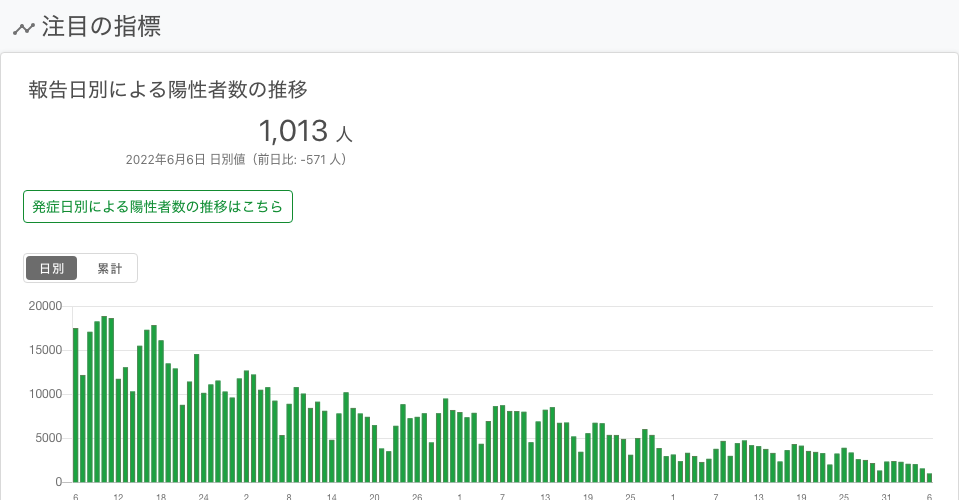 注目の指標
報告日別による陽性者数の推移
1,013 人
2022年6月6日 日別値（前日比: -571 人）
発症日別による陽性者数の推移はこちら
日別 累計
20000
15000
10000
5000
0
6 12 18 24 2 8 14 20 26 1 7 13 19 25 1 7 13 19 25 31 6